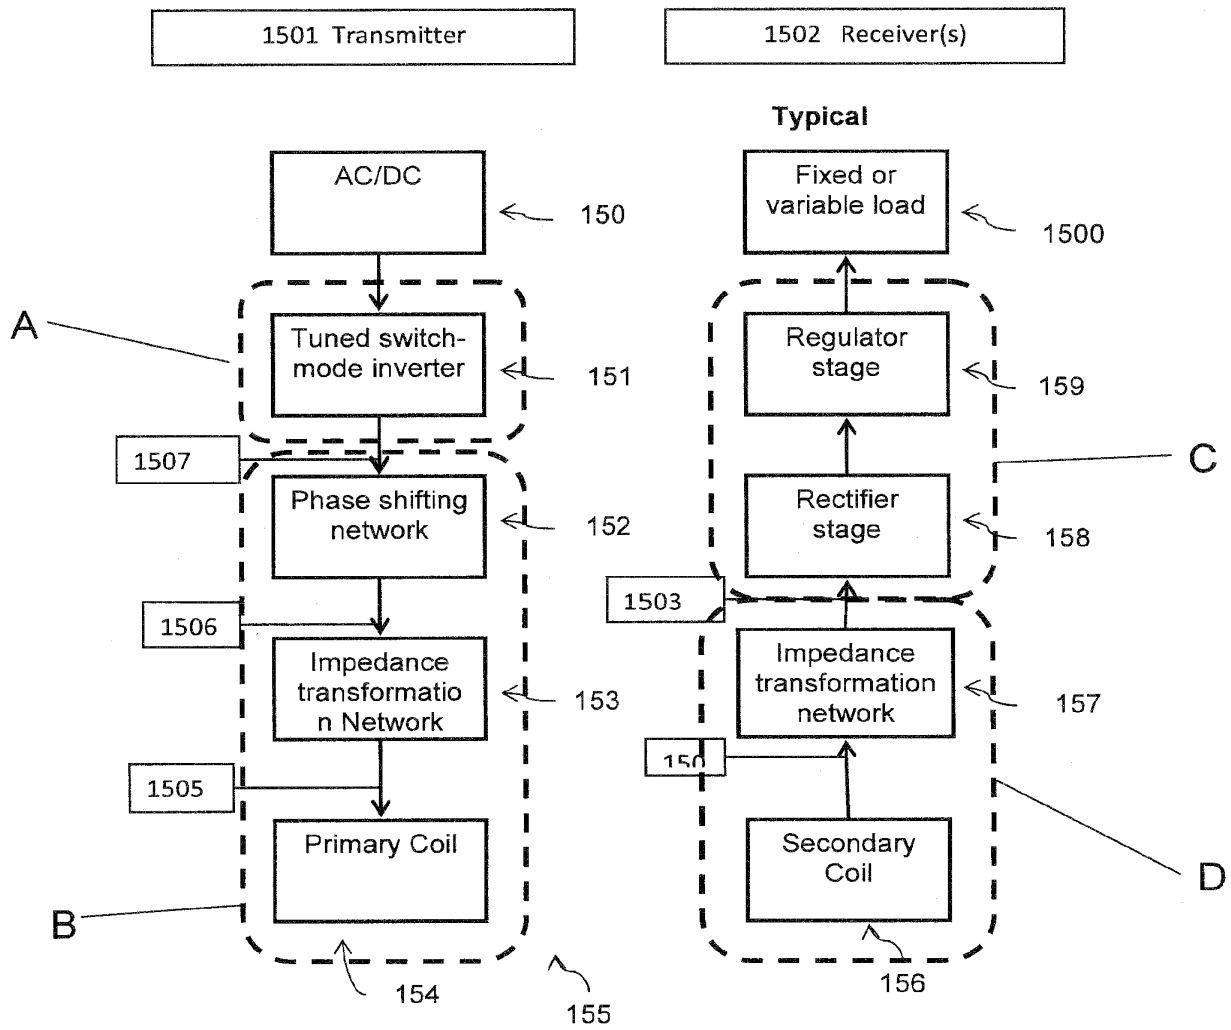 1501 Transmitter
1502 Receiver(s)
Typical
AC/DC
150
Fixed or
variable load
1500
A
Tuned switch-
mode inverter
151
Regulator
stage
159
1507
C
Phase shifting
network
152
Rectifier
stage
158
1503
1506
Impedance
transformatio
n Network
153
Impedance
transformation
network
157
150
1505
Primary Coil
Secondary
Coil
D
B
154
155
156